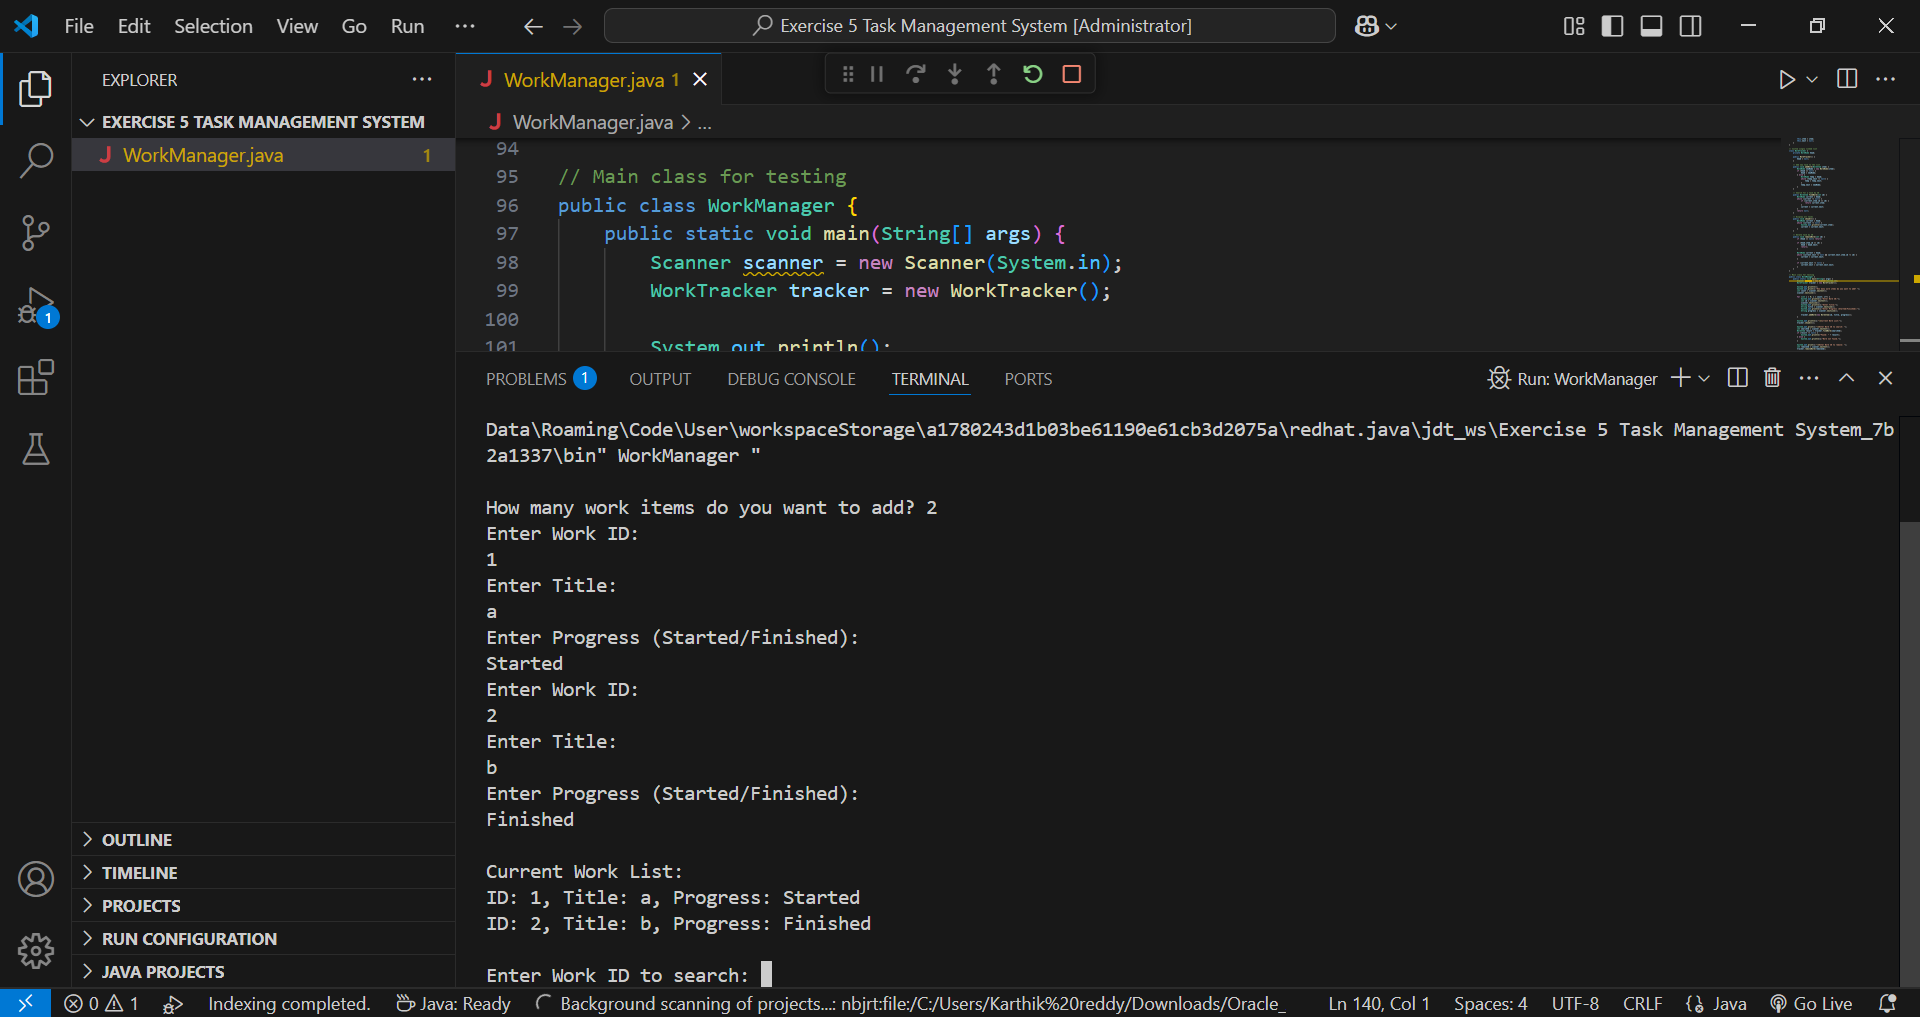 File Edit Selection View Go Run ...
Exercise 5 Task Management System [Administrator]
EXPLORER ...
EXERCISE 5 TASK MANAGEMENT SYSTEM
J WorkManager.java 1
1
OUTLINE
TIMELINE
PROJECTS
RUN CONFIGURATION
JAVA PROJECTS
J WorkManager.java 1
J WorkManager.java > ...
94
95 // Main class for testing
96 public class WorkManager {
97 public static void main(String[] args) {
98 Scanner scanner = new Scanner(System.in);
99 WorkTracker tracker = new WorkTracker();
100
101 System.out.println();
PROBLEMS 1 OUTPUT DEBUG CONSOLE TERMINAL PORTS
Run: WorkManager
Data\Roaming\Code\User\workspaceStorage\a1780243d1b03be61190e61cb3d2075a\redhat.java\jdt_ws\Exercise 5 Task Management System_7b
2a1337\bin" WorkManager "
How many work items do you want to add? 2
Enter Work ID:
1
Enter Title:
a
Enter Progress (Started/Finished):
Started
Enter Work ID:
2
Enter Title:
b
Enter Progress (Started/Finished):
Finished
Current Work List:
ID: 1, Title: a, Progress: Started
ID: 2, Title: b, Progress: Finished
Enter Work ID to search:
0 1 Indexing completed. Java: Ready Background scanning of projects...: nbjrt:file:/C:/Users/Karthik%20reddy/Downloads/Oracle_ Ln 140, Col 1 Spaces: 4 UTF-8 CRLF Java Go Live